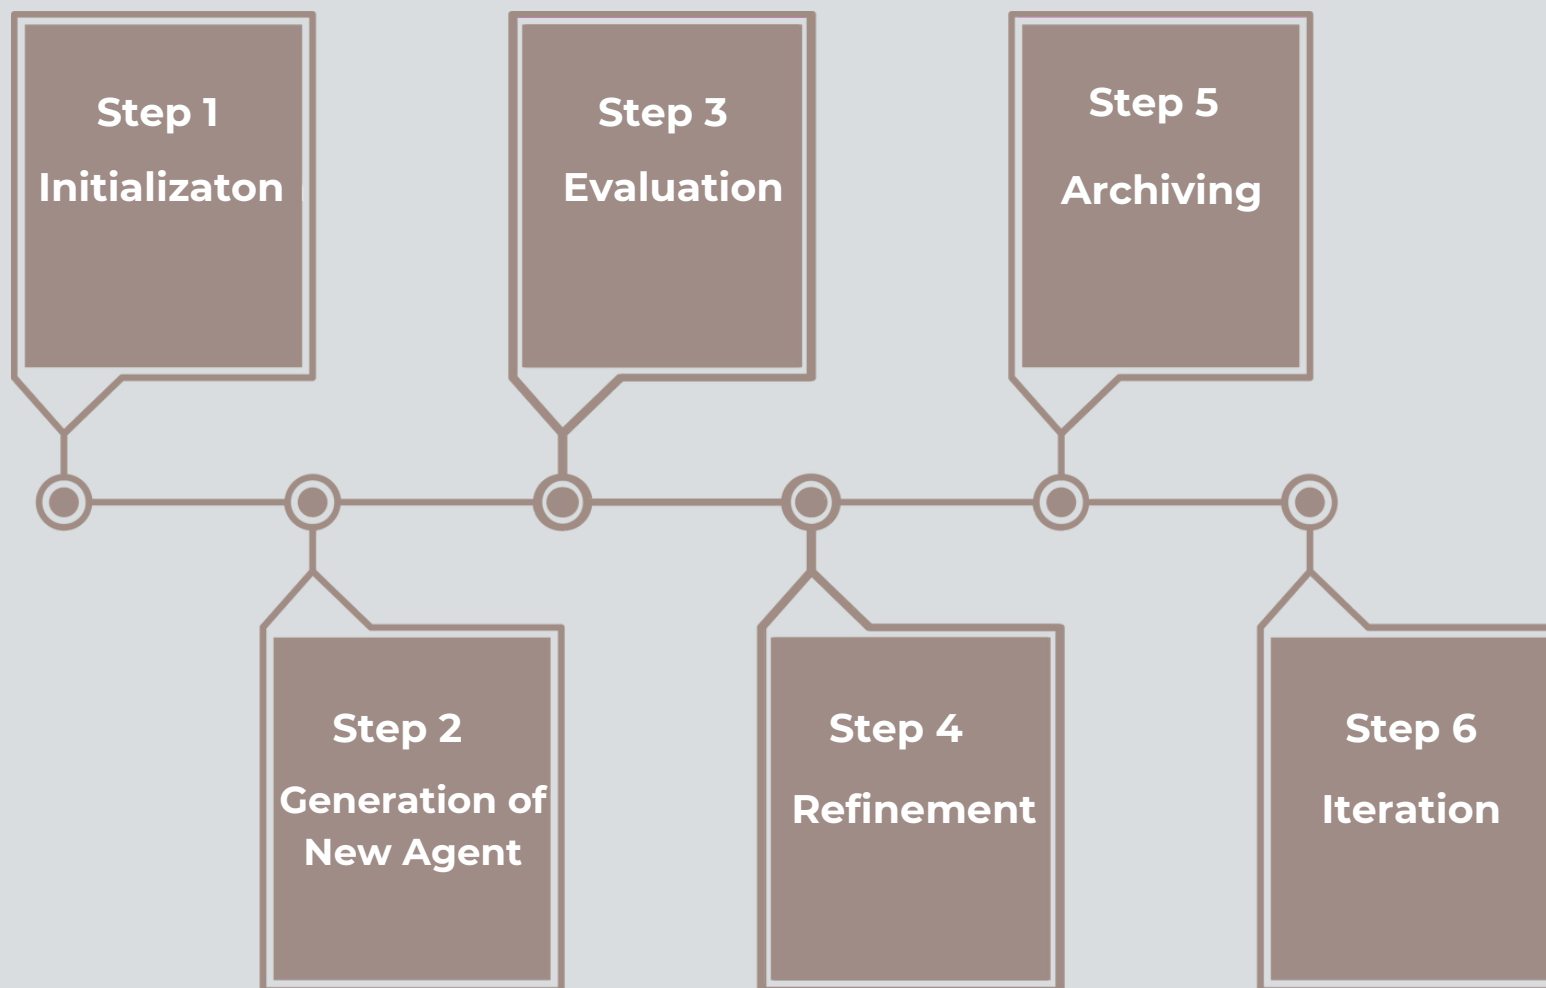 Step 1
Initializaton
Step 2
Generation of
New Agent
Step 3
Evaluation
Step 4
Refinement
Step 5
Archiving
Step 6
Iteration